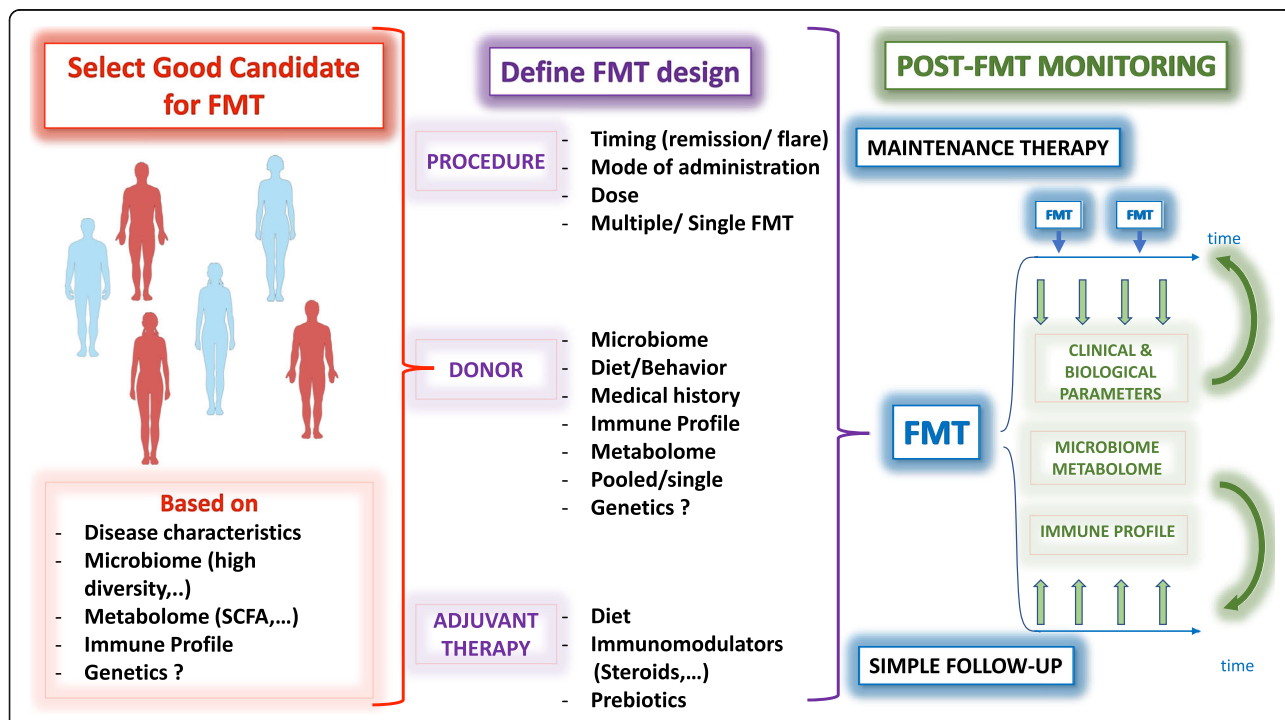 Select Good Candidate
for FMT
Based on
- Disease characteristics
- Microbiome (high
diversity,..)
- Metabolome (SCFA,...)
- Immune Profile
- Genetics ?
Define FMT design
PROCEDURE
- Timing (remission/ flare)
- Mode of administration
- Dose
- Multiple/ Single FMT
DONOR
- Microbiome
- Diet/Behavior
- Medical history
- Immune Profile
- Metabolome
- Pooled/single
- Genetics ?
ADJUVANT
THERAPY
- Diet
- Immunomodulators
(Steroids,...)
- Prebiotics
POST-FMT MONITORING
MAINTENANCE THERAPY
FMT
FMT
time
CLINICAL &
BIOLOGICAL
PARAMETERS
FMT
MICROBIOME
METABOLOME
IMMUNE PROFILE
SIMPLE FOLLOW-UP
time